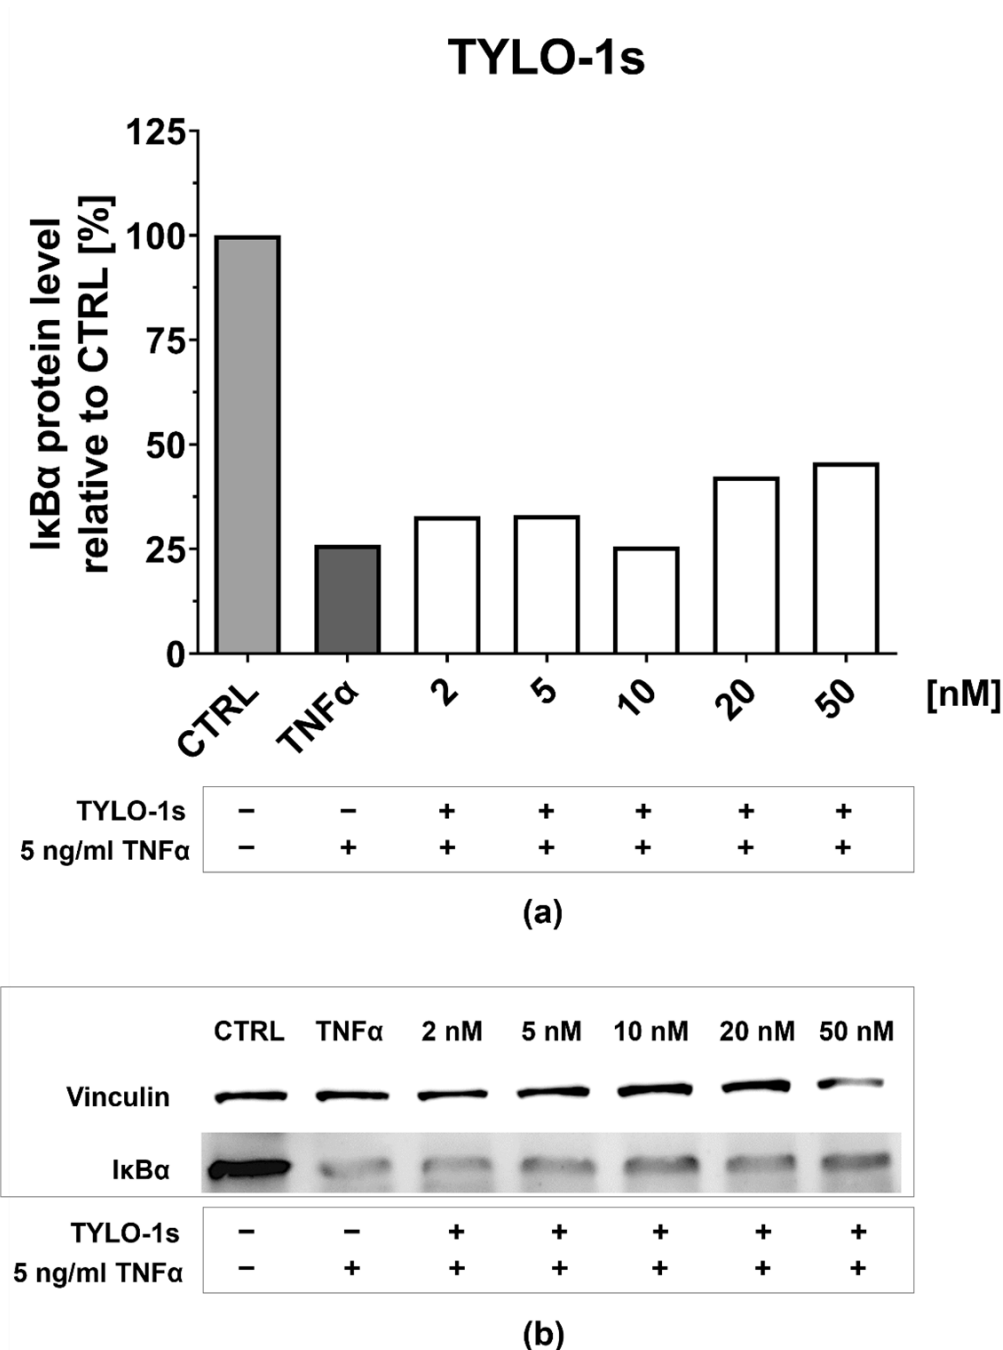 TYLO-1s
IκBα protein level
relative to CTRL [%]
125
100
75
50
25
0
CTRL TNFα 2 5 10 20 50 [nM]
TYLO-1s − − + + + + +
5 ng/ml TNFα − + + + + + +
(a)
CTRL TNFα 2 nM 5 nM 10 nM 20 nM 50 nM
Vinculin
IκBα
TYLO-1s − − + + + + +
5 ng/ml TNFα − + + + + + +
(b)